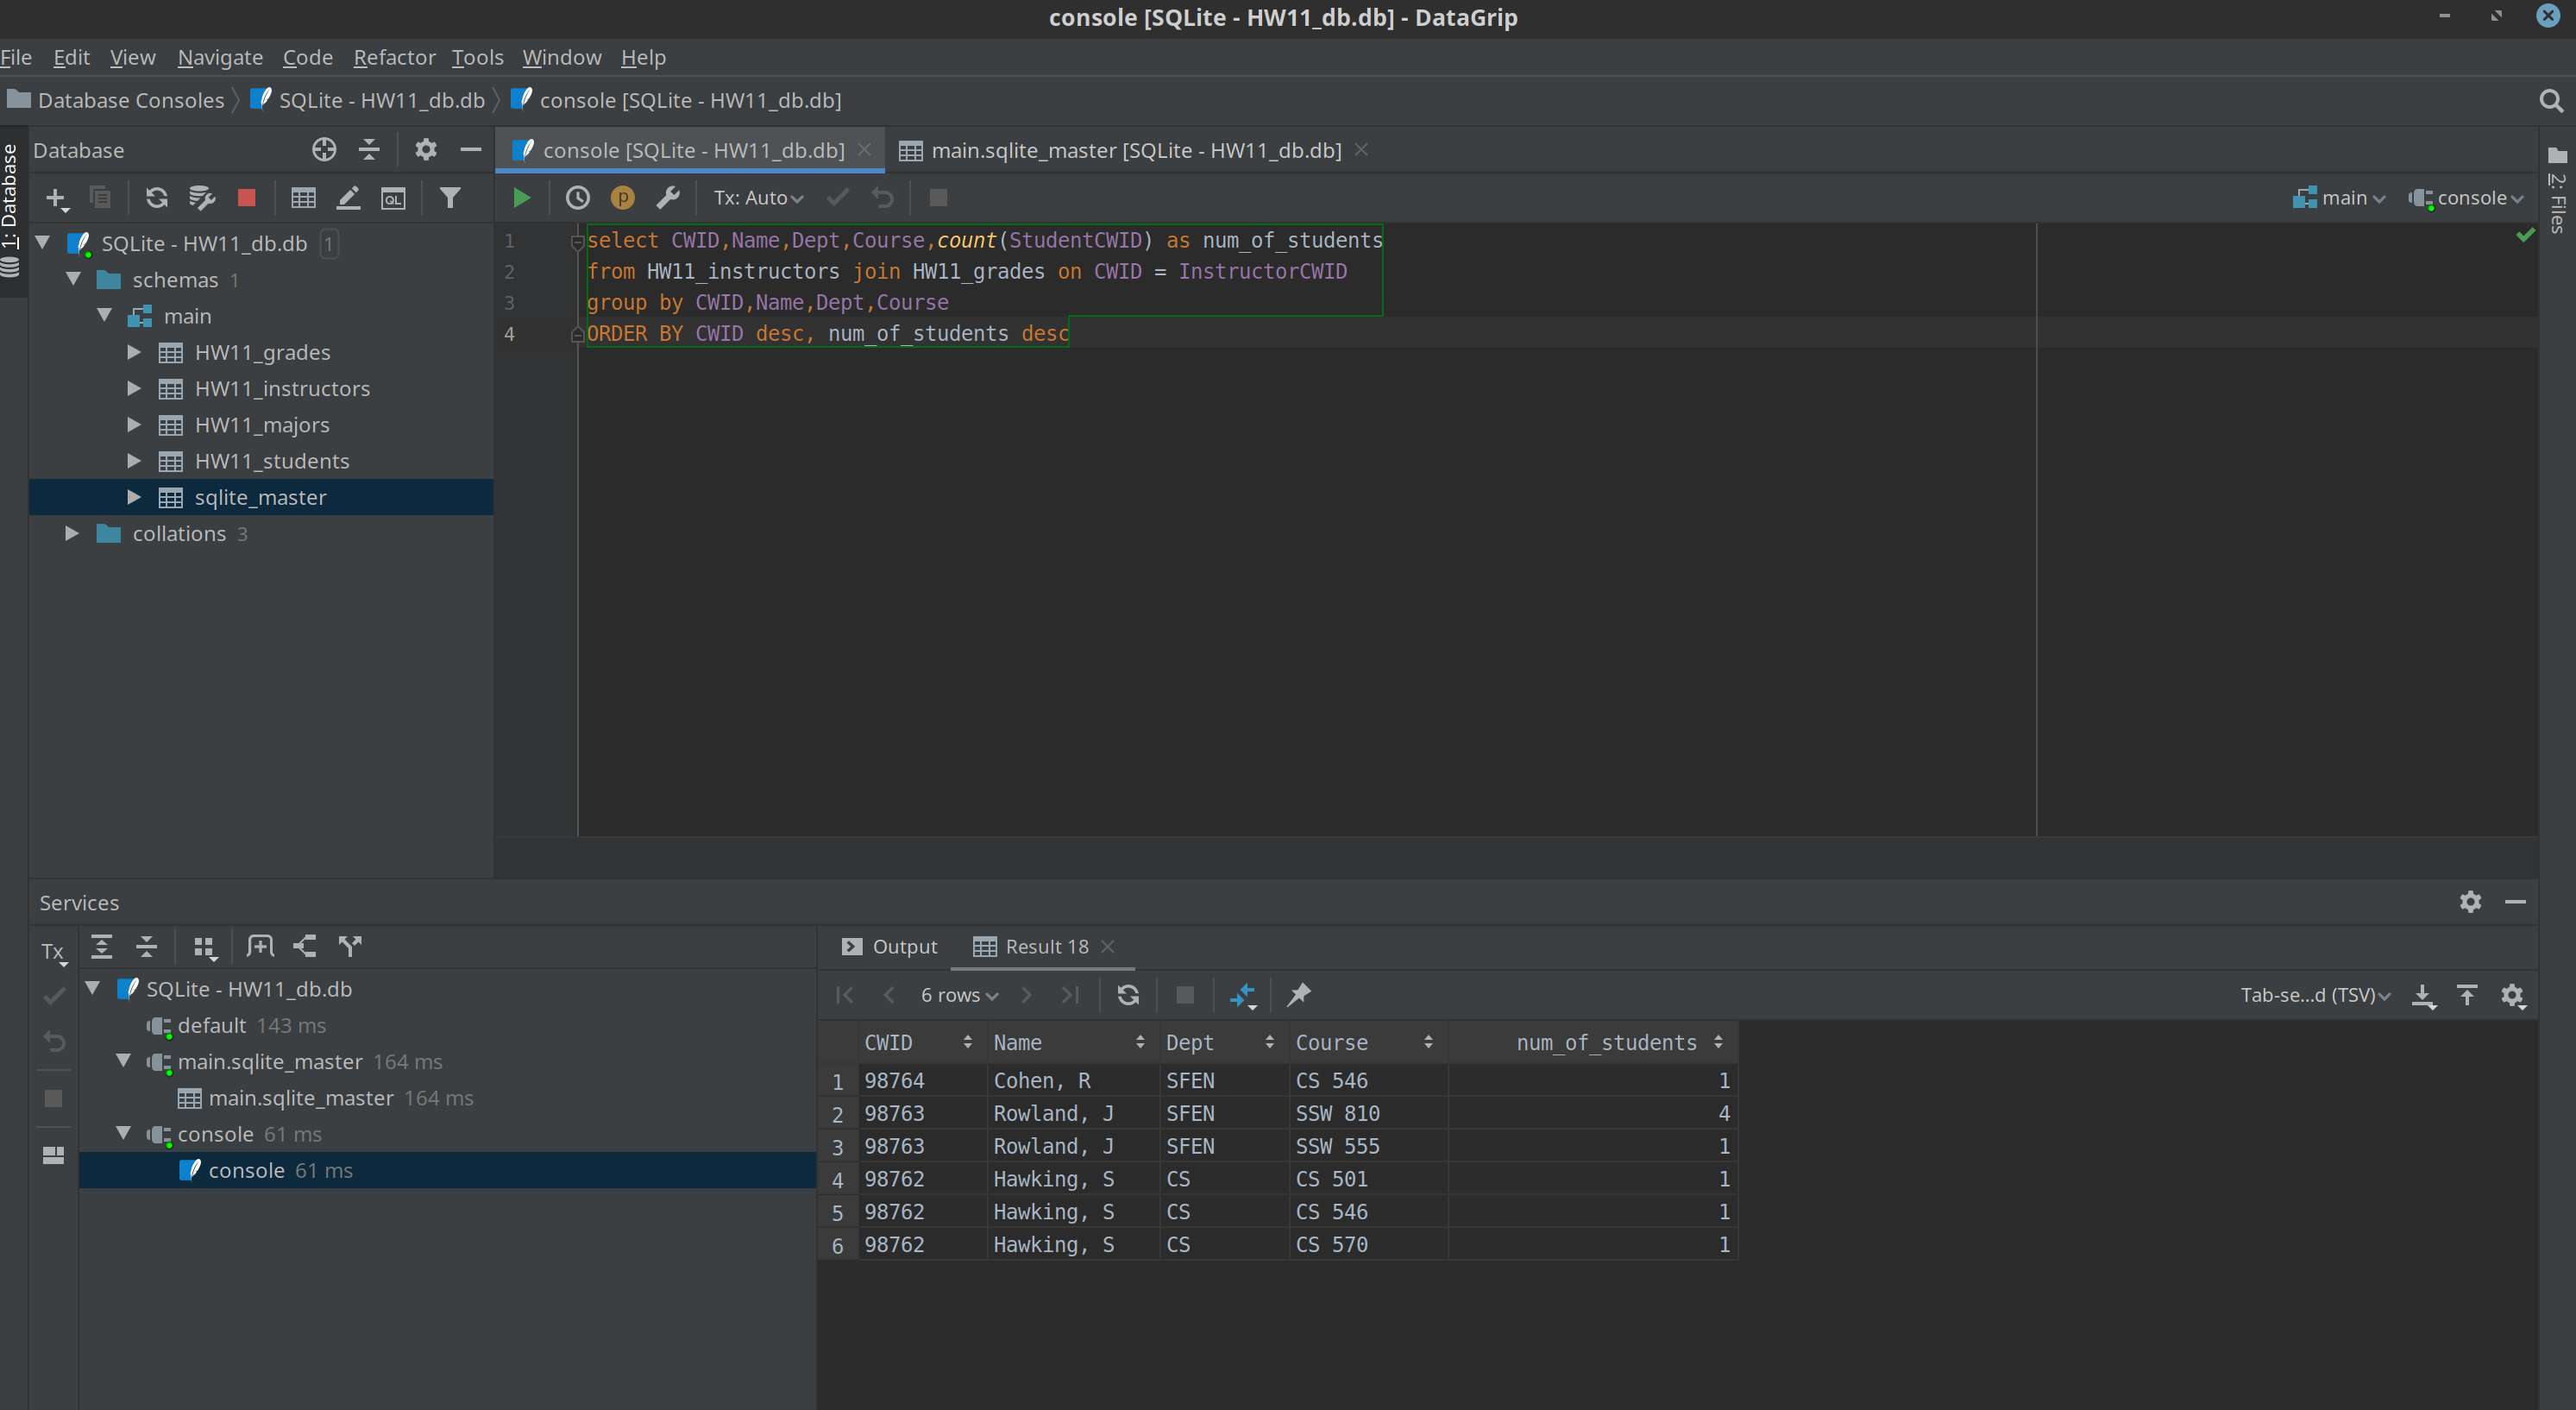 console [SQLite - HW11_db.db] - DataGrip
File Edit View Navigate Code Refactor Tools Window Help
Database Consoles SQLite - HW11_db.db console [SQLite - HW11_db.db]
1: Database
Database
console [SQLite - HW11_db.db] main.sqlite_master [SQLite - HW11_db.db]
2: Files
QL
p Tx: Auto main console
SQLite - HW11_db.db 1
schemas 1
main
HW11_grades
HW11_instructors
HW11_majors
HW11_students
sqlite_master
collations 3
1 select CWID,Name,Dept,Course,count(StudentCWID) as num_of_students
2 from HW11_instructors join HW11_grades on CWID = InstructorCWID
3 group by CWID,Name,Dept,Course
4 ORDER BY CWID desc, num_of_students desc
Services
Tx
SQLite - HW11_db.db
default 143 ms
main.sqlite_master 164 ms
main.sqlite_master 164 ms
console 61 ms
console 61 ms
Output Result 18
6 rows Tab-se...d (TSV)
CWID Name Dept Course num_of_students
1 98764 Cohen, R SFEN CS 546 1
2 98763 Rowland, J SFEN SSW 810 4
3 98763 Rowland, J SFEN SSW 555 1
4 98762 Hawking, S CS CS 501 1
5 98762 Hawking, S CS CS 546 1
6 98762 Hawking, S CS CS 570 1